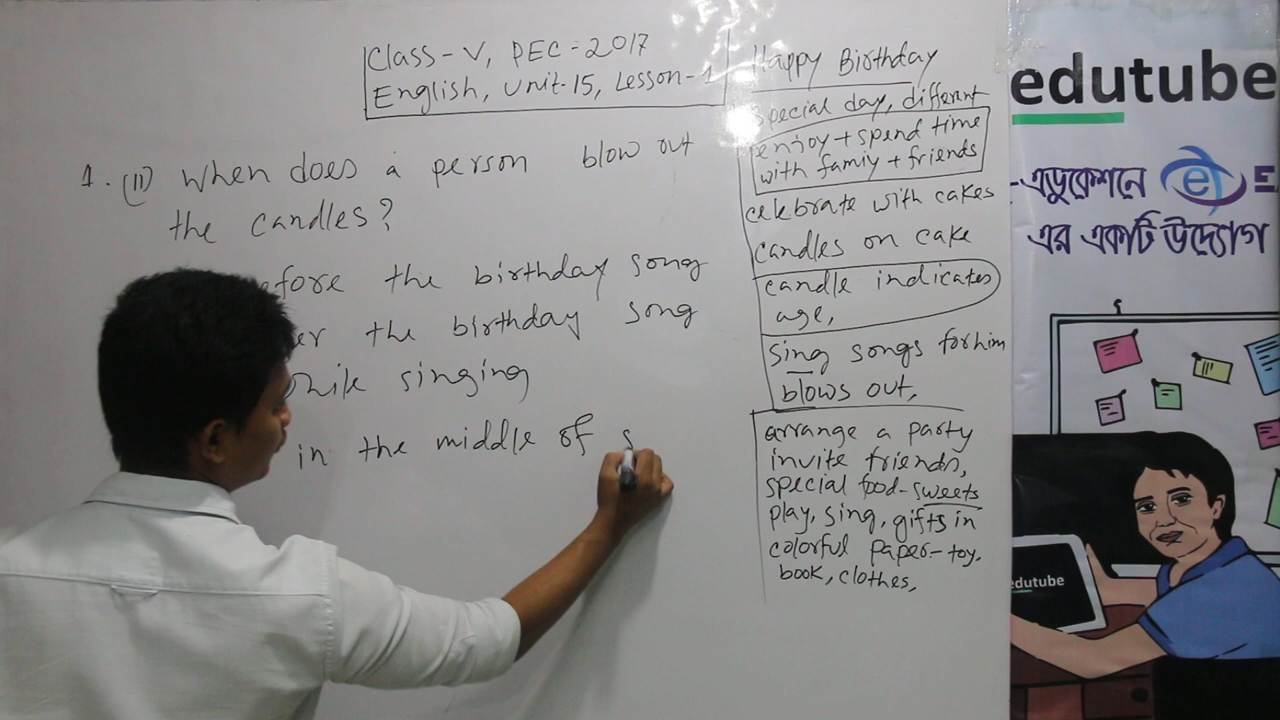 Class-V, PEC-2017
English, Unit-15, Lesson-1
1. (ii) When does a person blow out
the candles?
efore the birthday song
er the birthday song
while singing
in the middle of s
Happy Birthday
special day, different
enjoy + spend time
with famiy + friends
celebrate with cakes
candles on cake
candle indicates
age,
sing songs for him
blows out,
arrange a party
invite friends,
special food-sweets
play, sing, gifts in
colorful paper-toy.
book, clothes,
edutube
-এডুকেশনে e E
এর একটি উদ্যোগ
edutube